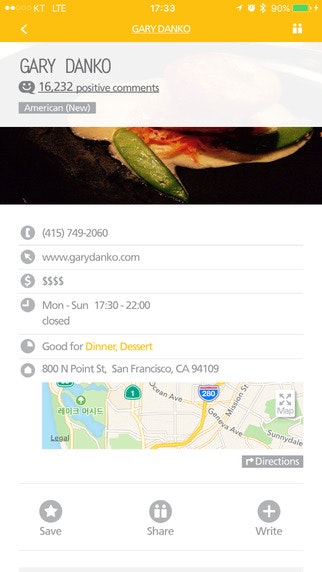 KT LTE 17:33 90%
GARY DANKO
GARY DANKO
16,232 positive comments
American (New)
(415) 749-2060
www.garydanko.com
$ $$$$
Mon - Sun 17:30 - 22:00
closed
Good for Dinner, Dessert
800 N Point St, San Francisco, CA 94109
1
280
Ocean Ave
Mission St
Geneva Ave
레이크 머시드
Sunnydale
Legal
Map
Directions
Save
Share
Write